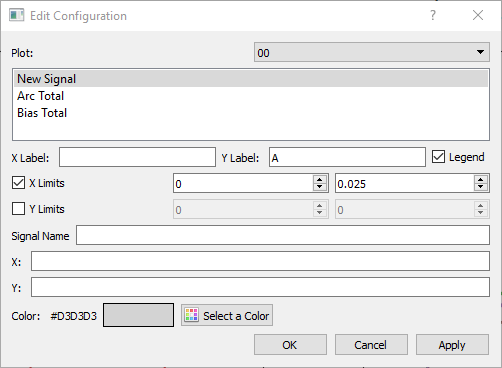 Edit Configuration
?
Plot: 00
New Signal
Arc Total
Bias Total
X Label: Y Label: A Legend
X Limits 0 0.025
Y Limits 0 0
Signal Name
X:
Y:
Color: #D3D3D3 Select a Color
OK Cancel Apply